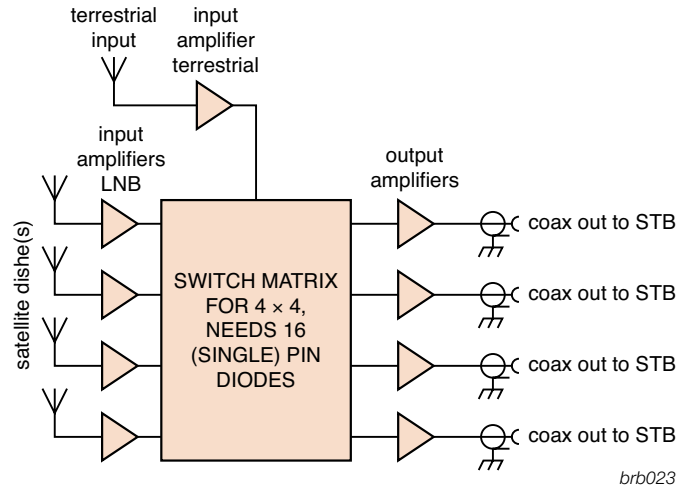 terrestrial
input
input
amplifier
terrestrial
input
amplifiers
LNB
output
amplifiers
satellite dishe(s)
SWITCH MATRIX
FOR 4 × 4,
NEEDS 16
(SINGLE) PIN
DIODES
coax out to STB
coax out to STB
coax out to STB
coax out to STB
brb023